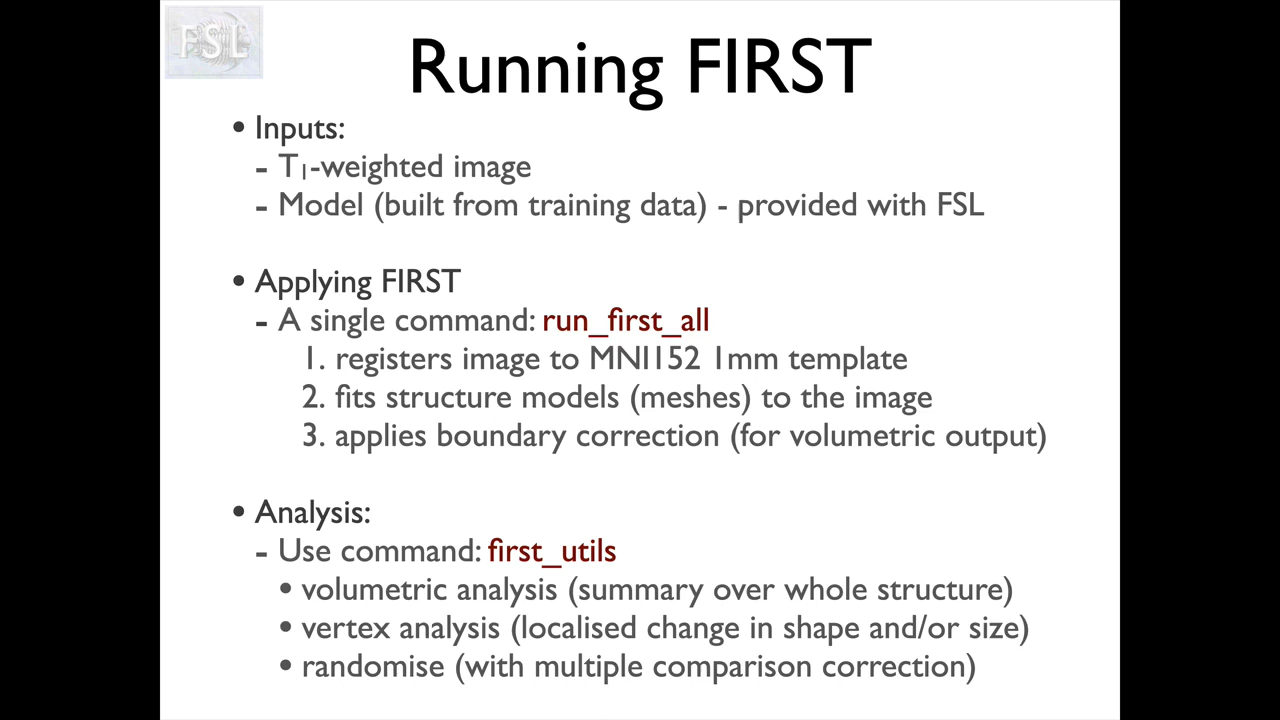 FSL
Running FIRST
• Inputs:
- T1-weighted image
- Model (built from training data) - provided with FSL
• Applying FIRST
- A single command: run_first_all
1. registers image to MNI152 1mm template
2. fits structure models (meshes) to the image
3. applies boundary correction (for volumetric output)
• Analysis:
- Use command: first_utils
• volumetric analysis (summary over whole structure)
• vertex analysis (localised change in shape and/or size)
• randomise (with multiple comparison correction)